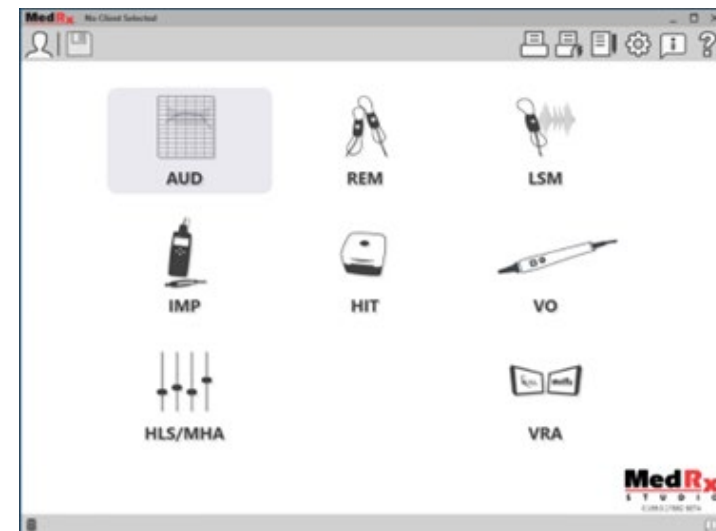 MedRx No Client Selected
AUD
REM
LSM
IMP
HIT
VO
HLS/MHA
VRA
MedRx
STUDIO